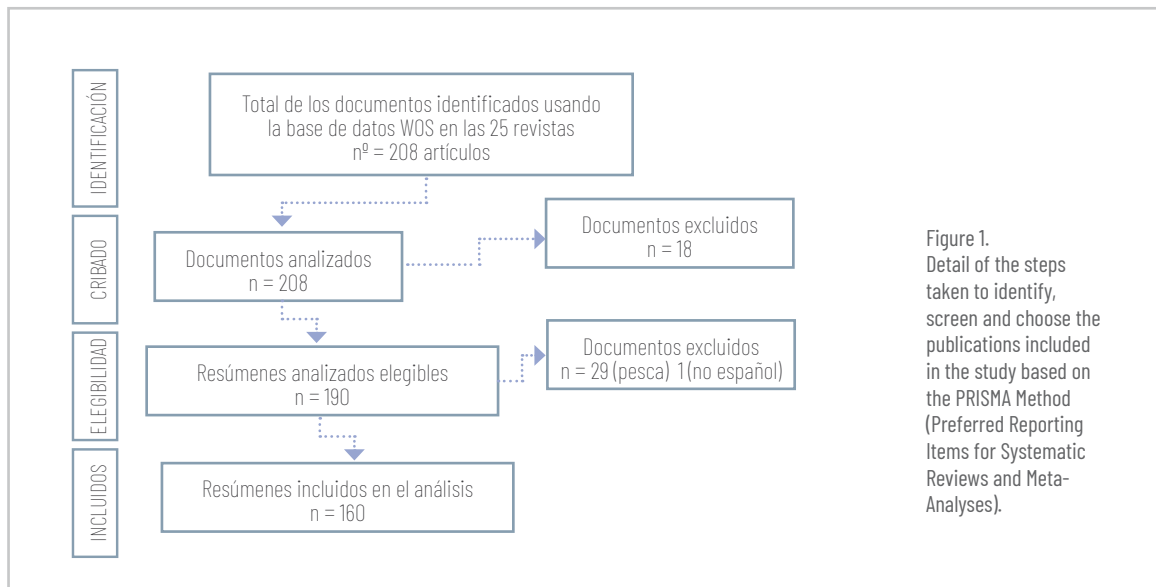 IDENTIFICACIÓN
Total de los documentos identificados usando
la base de datos WOS en las 25 revistas
nº = 208 artículos
CRIBADO
Documentos analizados
n = 208
Documentos excluidos
n = 18
ELEGIBILIDAD
Resúmenes analizados elegibles
n = 190
Documentos excluidos
n = 29 (pesca) 1 (no español)
INCLUIDOS
Resúmenes incluidos en el análisis
n = 160
Figure 1.
Detail of the steps
taken to identify,
screen and choose the
publications included
in the study based on
the PRISMA Method
(Preferred Reporting
Items for Systematic
Reviews and Meta-
Analyses).